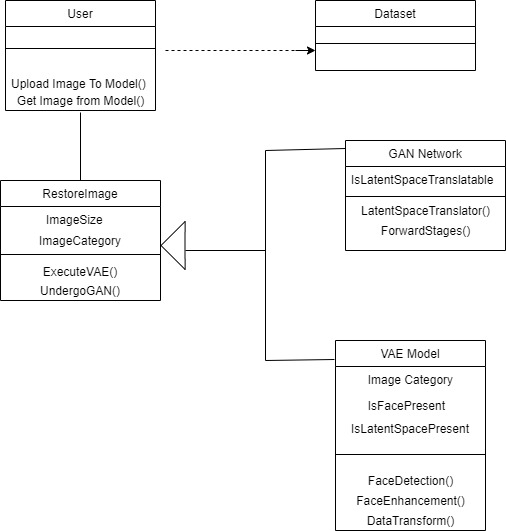 User
Upload Image To Model()
Get Image from Model()
Dataset
RestoreImage
ImageSize
ImageCategory
ExecuteVAE()
UndergoGAN()
GAN Network
IsLatentSpaceTranslatable
LatentSpaceTranslator()
ForwardStages()
VAE Model
Image Category
IsFacePresent
IsLatentSpacePresent
FaceDetection()
FaceEnhancement()
DataTransform()